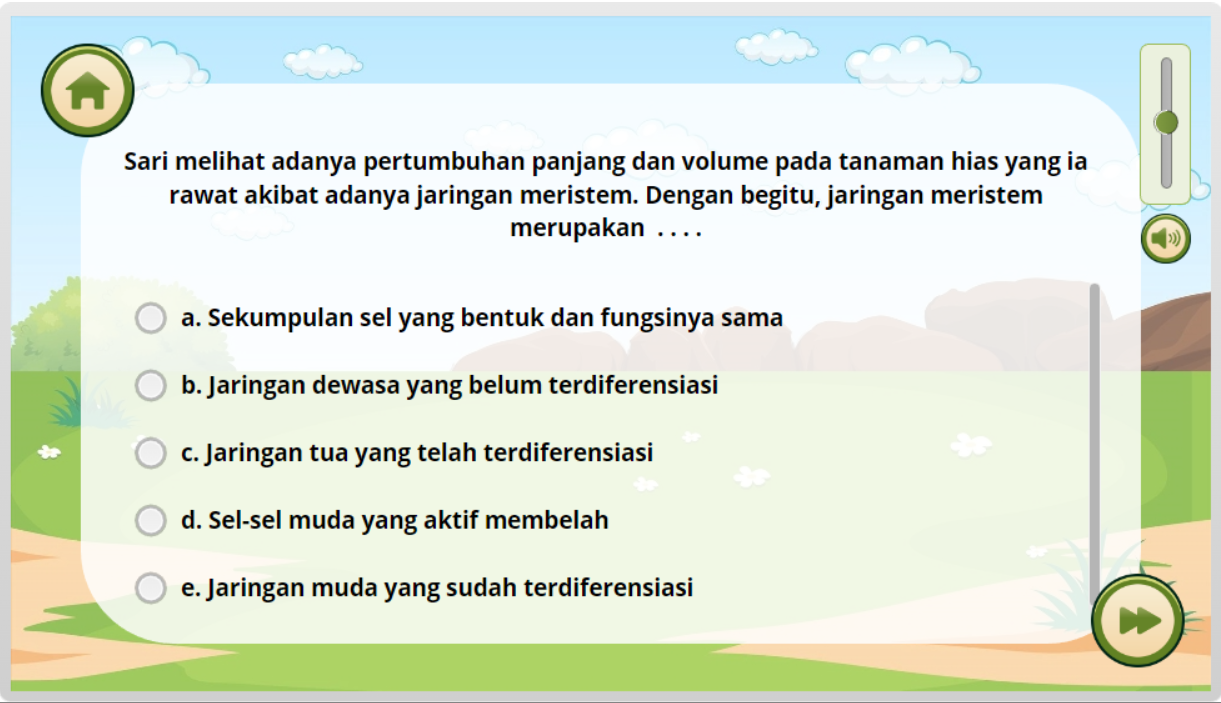 Sari melihat adanya pertumbuhan panjang dan volume pada tanaman hias yang ia
rawat akibat adanya jaringan meristem. Dengan begitu, jaringan meristem
merupakan . . . .
a. Sekumpulan sel yang bentuk dan fungsinya sama
b. Jaringan dewasa yang belum terdiferensiasi
c. Jaringan tua yang telah terdiferensiasi
d. Sel-sel muda yang aktif membelah
e. Jaringan muda yang sudah terdiferensiasi